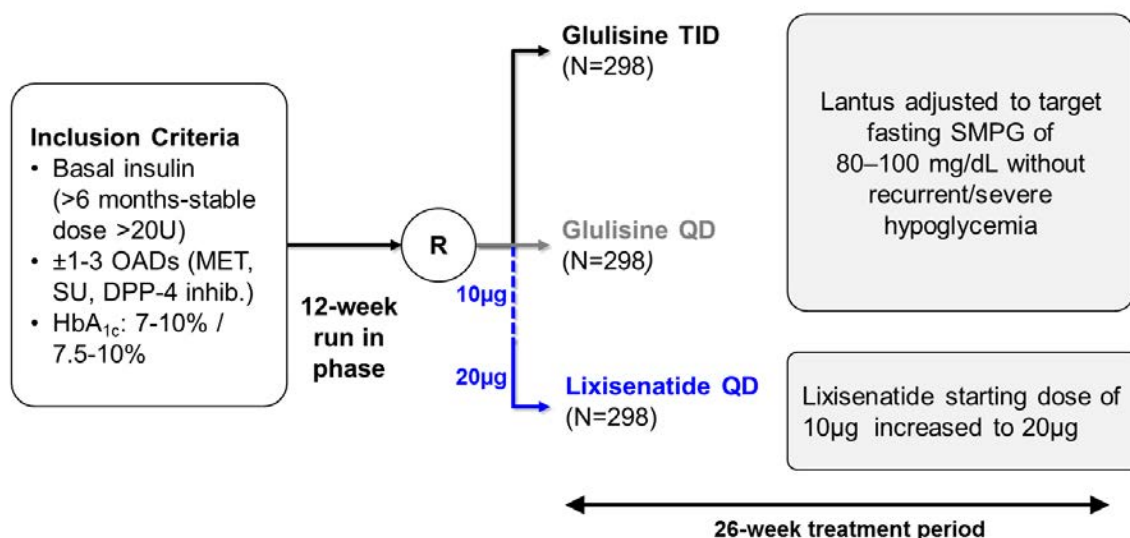 Inclusion Criteria
• Basal insulin
(>6 months-stable
dose >20U)
• ±1-3 OADs (MET,
SU, DPP-4 inhib.)
• HbA1c: 7-10% /
7.5-10%
12-week
run in
phase
R
Glulisine TID
(N=298)
Glulisine QD
(N=298)
10µg
20µg
Lixisenatide QD
(N=298)
Lantus adjusted to target
fasting SMPG of
80–100 mg/dL without
recurrent/severe
hypoglycemia
Lixisenatide starting dose of
10µg increased to 20µg
26-week treatment period